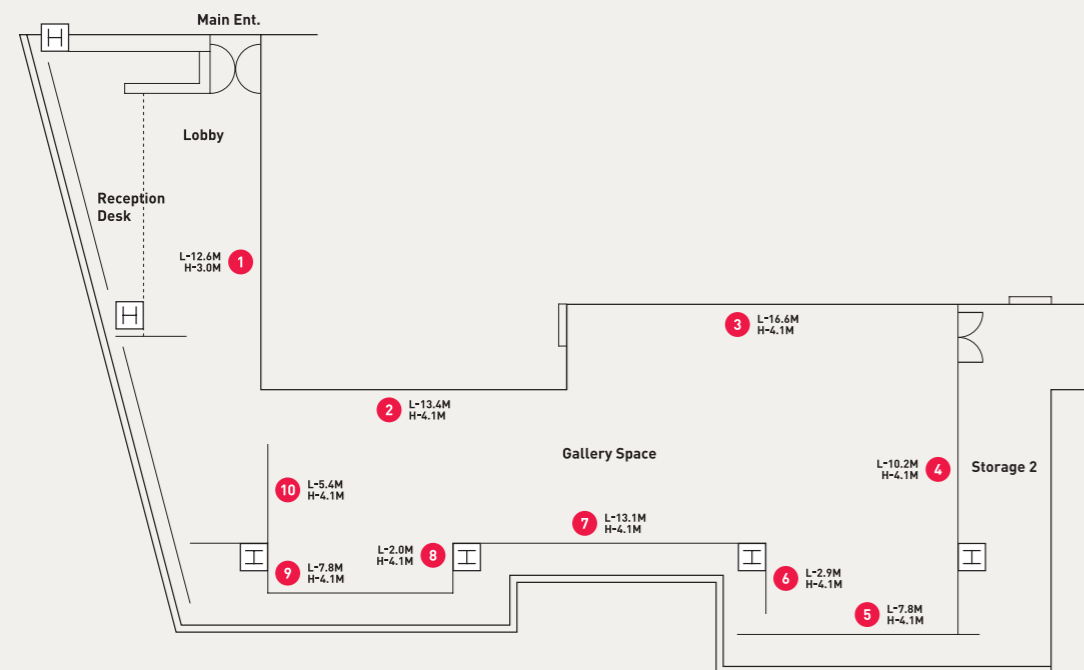 Main Ent.
Lobby
Reception
Desk
L-12.6M
H-3.0M
1
3
L-16.6M
H-4.1M
2
L-13.4M
H-4.1M
Gallery Space
L-10.2M
H-4.1M
4
Storage 2
10
L-5.4M
H-4.1M
7
L-13.1M
H-4.1M
L-2.0M
H-4.1M
8
9
L-7.8M
H-4.1M
6
L-2.9M
H-4.1M
5
L-7.8M
H-4.1M